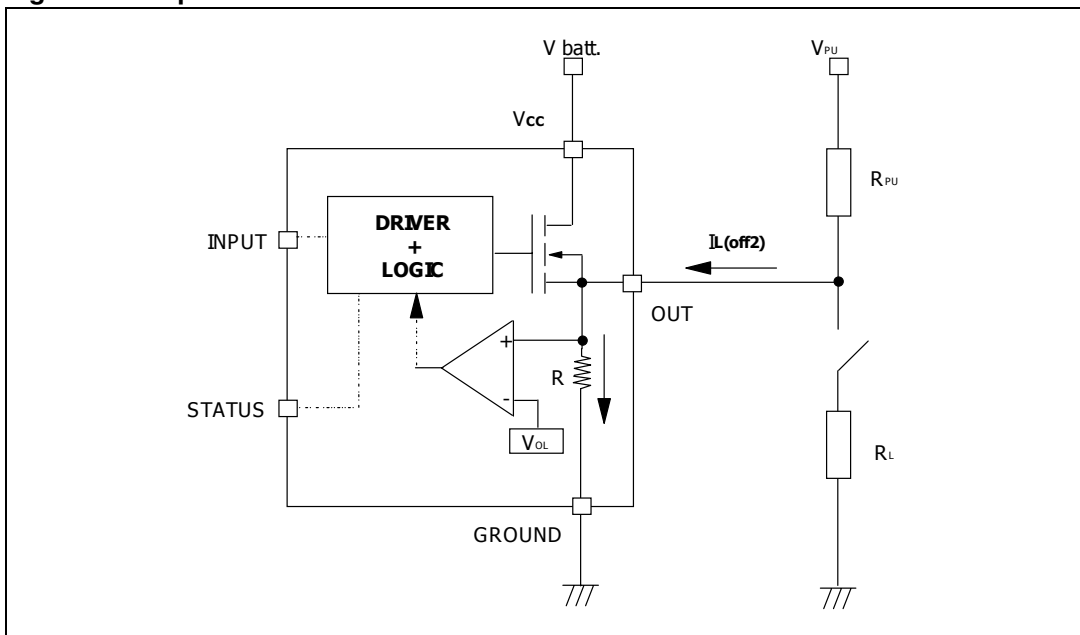 V batt.
VPU
Vcc
RPU
DRIVER
+
LOGIC
INPUT
IL(off2)
OUT
+
R
-
STATUS
VOL
RL
GROUND